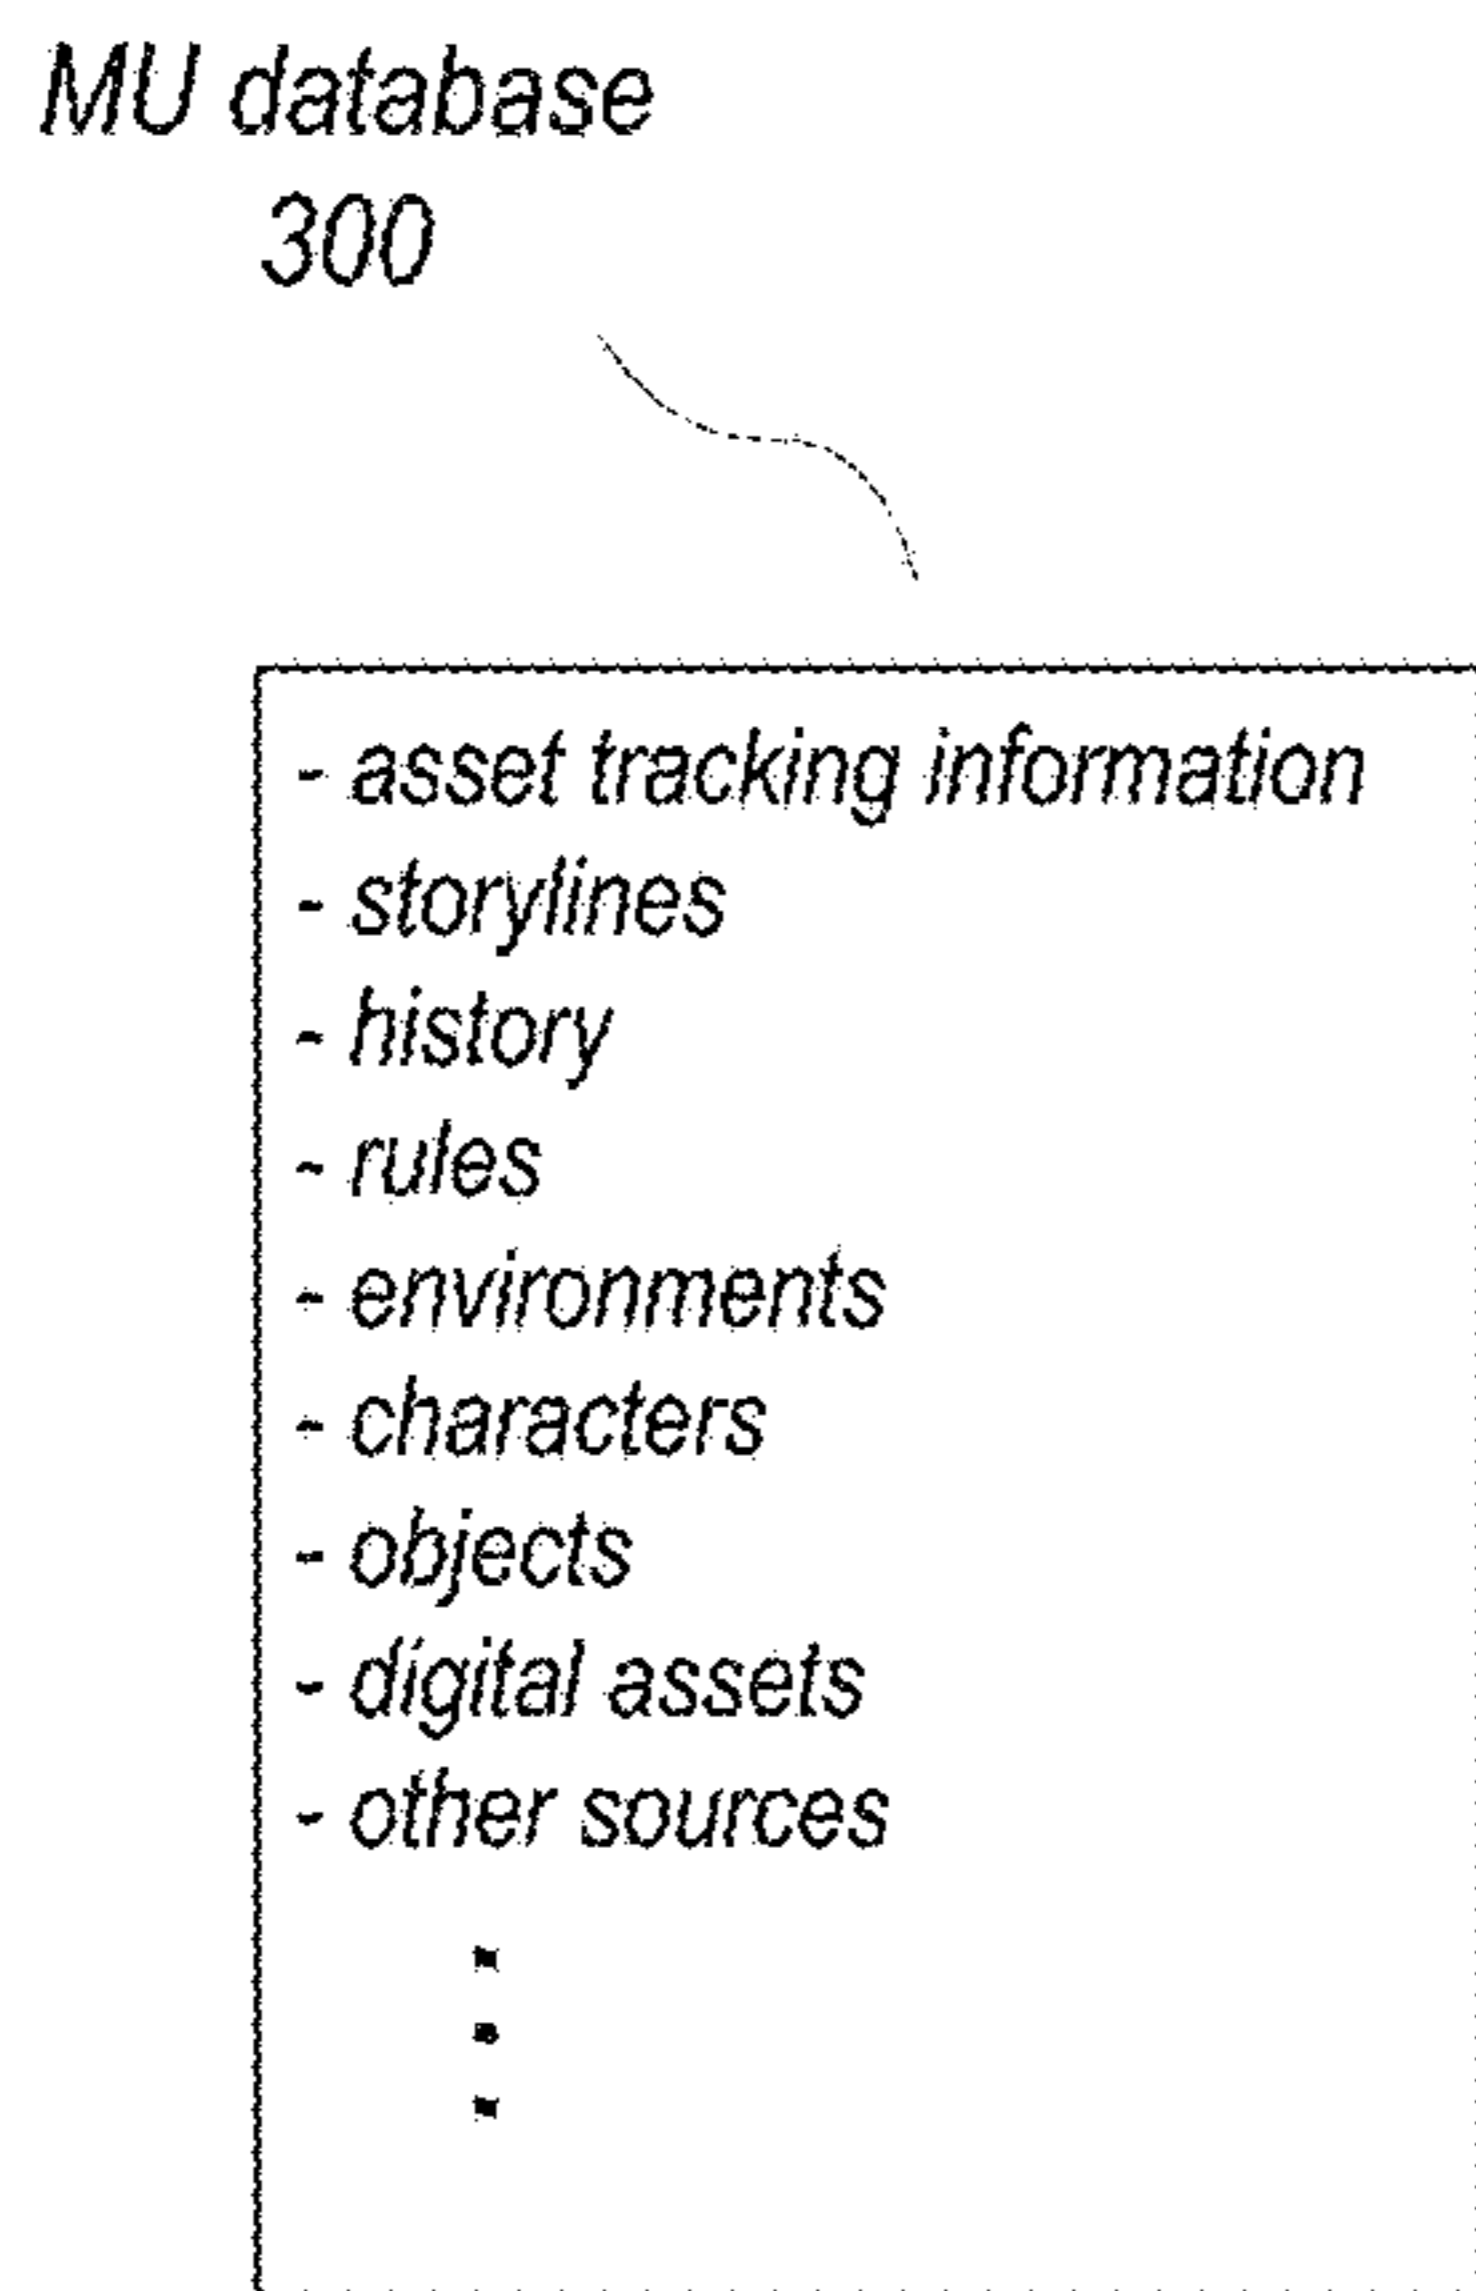 MU database
300
- asset tracking information
- storylines
- history
- rules
- environments
- characters
- objects
- digital assets
- other sources